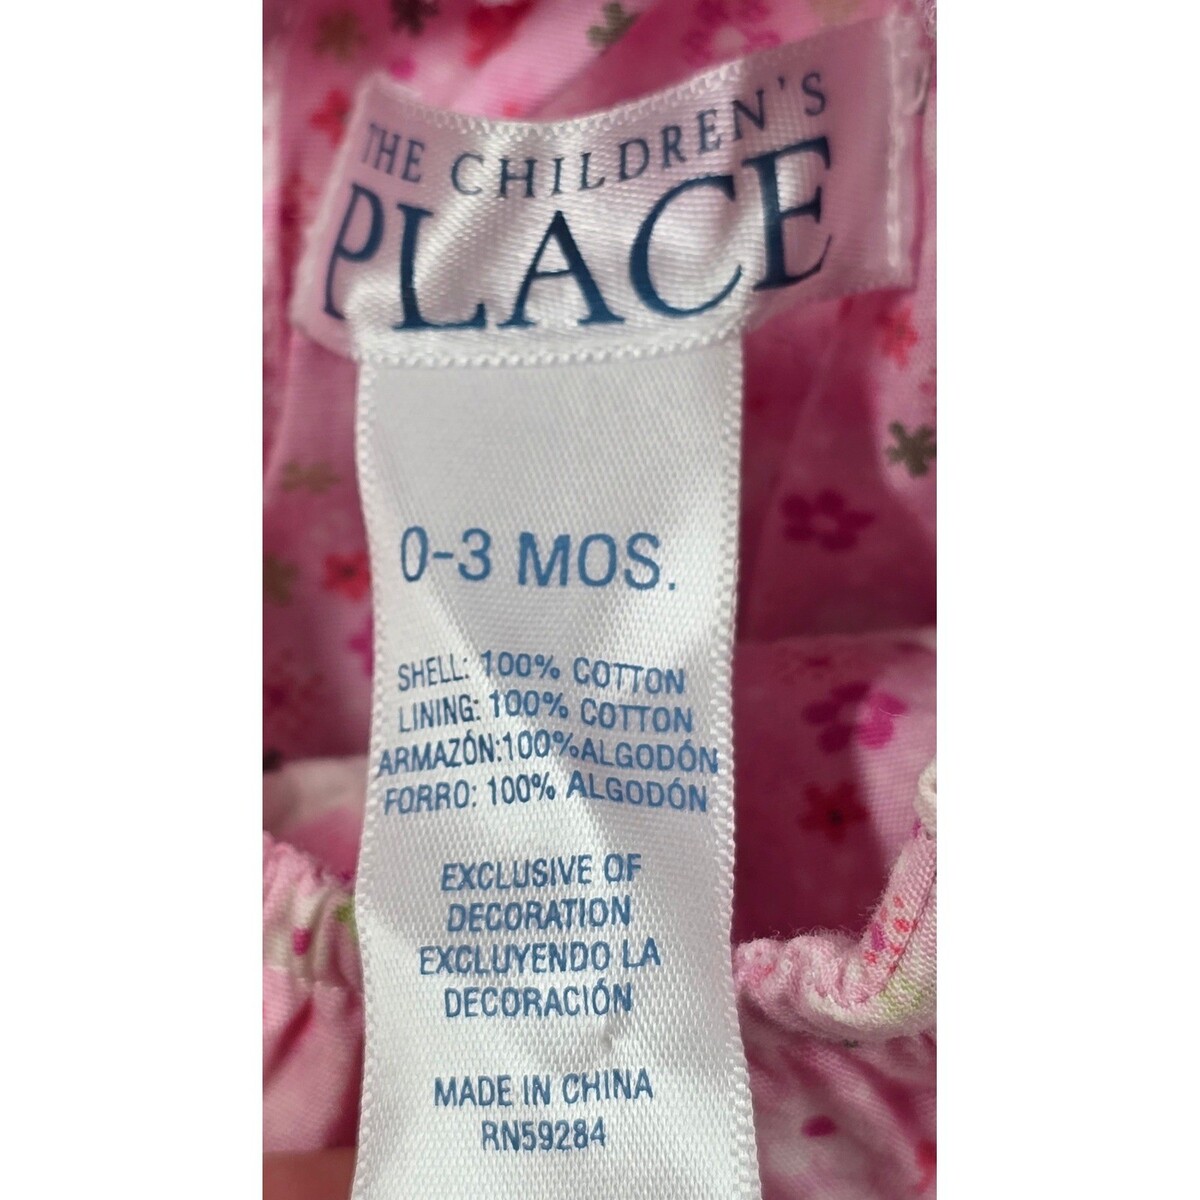 THE CHILDREN'S
PLACE
0-3 MOS.
SHELL: 100% COTTON
LINING: 100% COTTON
ARMAZÓN:100%ALGODÓN
FORRO: 100% ALGODÓN
EXCLUSIVE OF
DECORATION
EXCLUYENDO LA
DECORACIÓN
MADE IN CHINA
RN59284